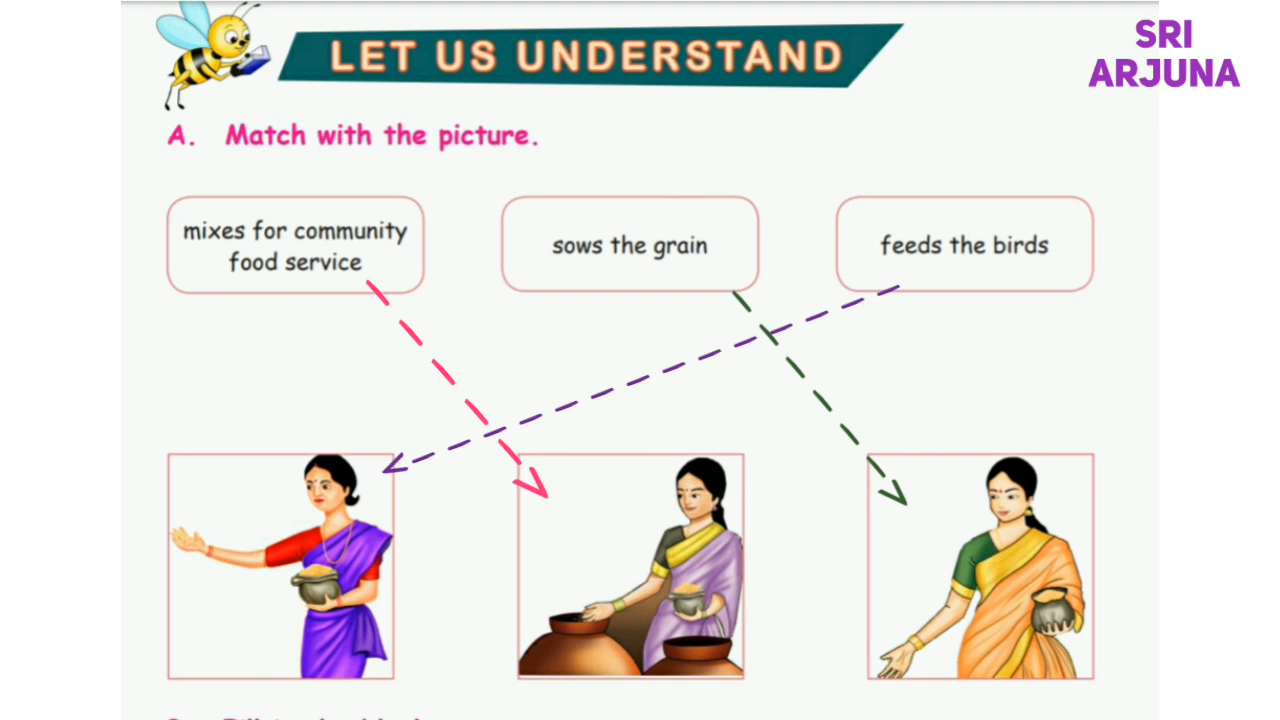 LET US UNDERSTAND
SRI
ARJUNA
A. Match with the picture.
mixes for community
food service
sows the grain
feeds the birds